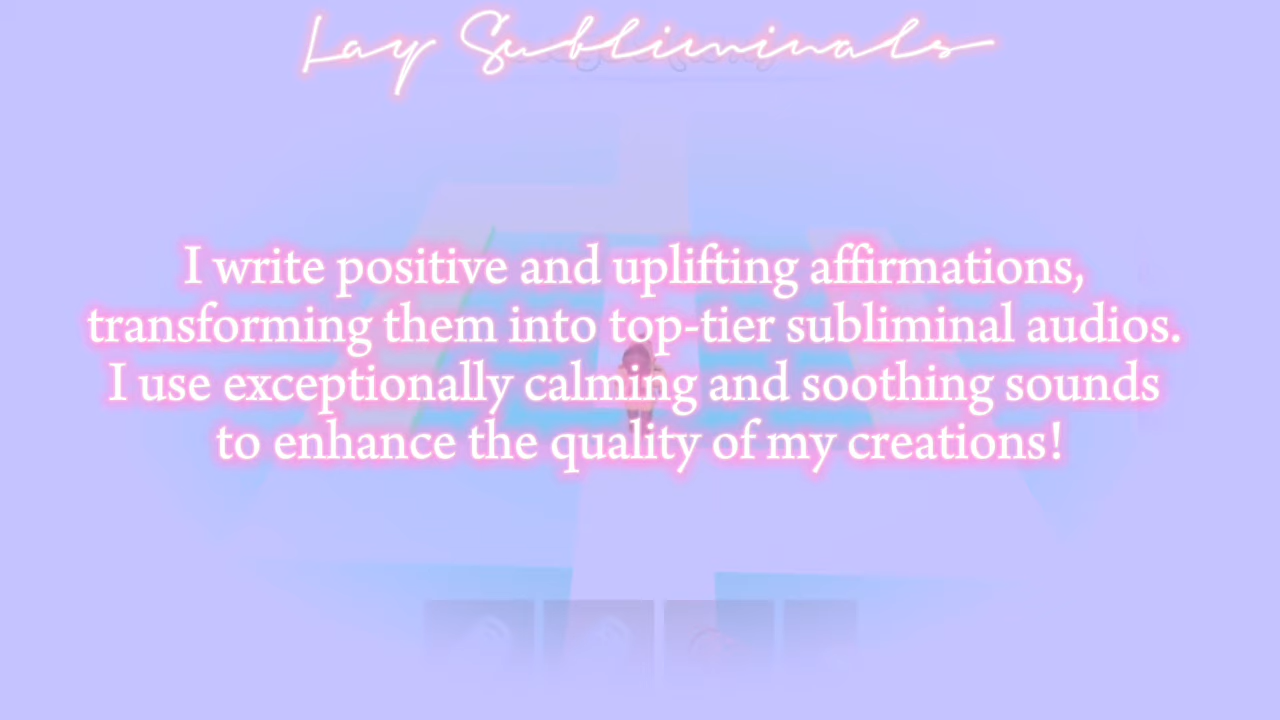 Lay Subliminals
I write positive and uplifting affirmations,
transforming them into top-tier subliminal audios.
I use exceptionally calming and soothing sounds
to enhance the quality of my creations!